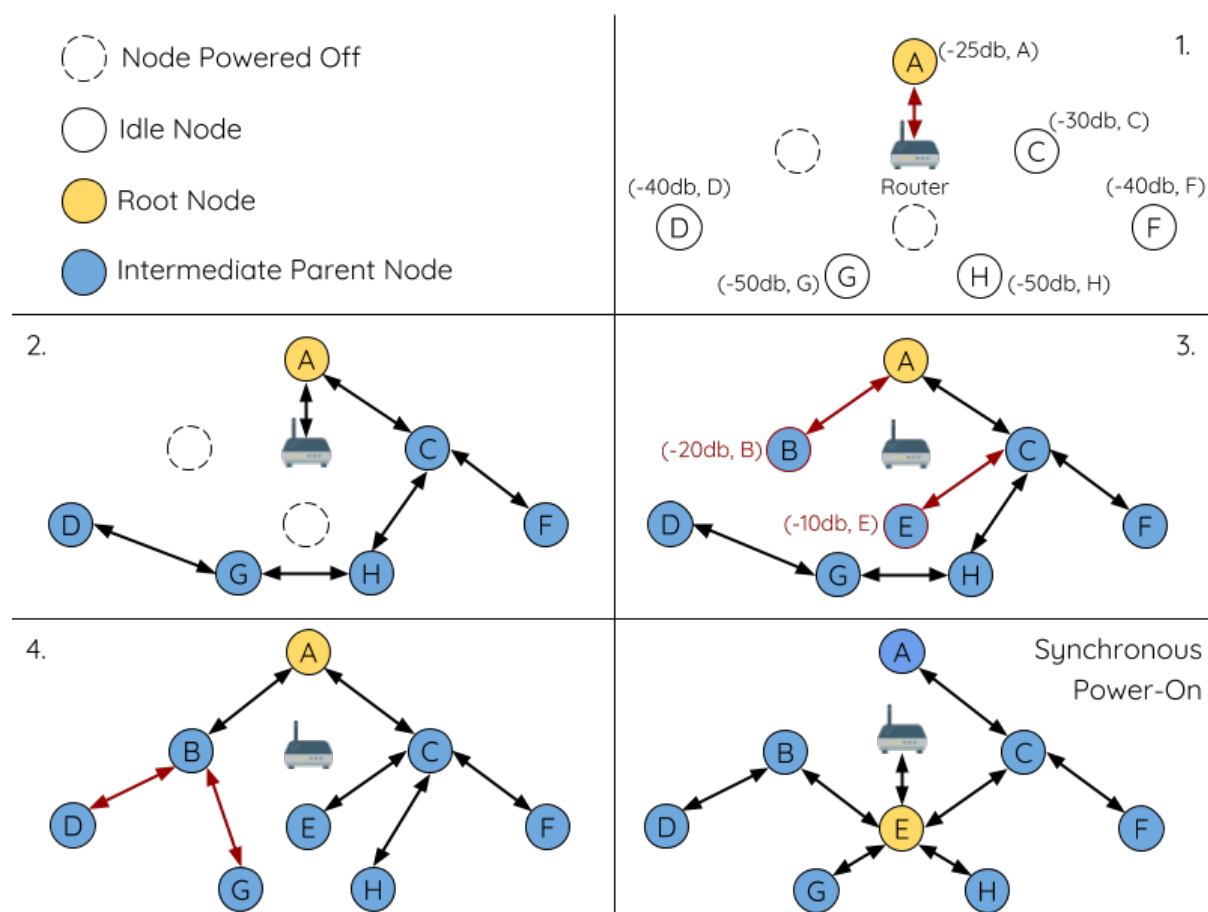 Node Powered Off
Idle Node
Root Node
Intermediate Parent Node
1.
A
(-25db, A)
(-30db, C)
C
Router
(-40db, D)
(-40db, F)
D
F
(-50db, G)
G
H
(-50db, H)
2.
A
C
D
F
G
H
3.
A
(-20db, B)
B
C
D
(-10db, E)
E
F
G
H
4.
A
B
C
D
E
F
G
H
Synchronous
Power-On
A
B
C
D
E
F
G
H